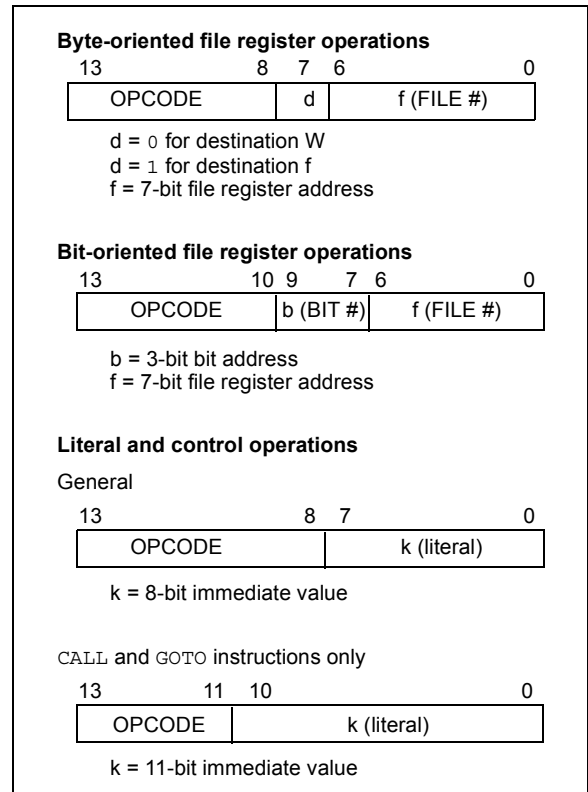 Byte-oriented file register operations
13 8 7 6 0
OPCODE d f (FILE #)
d = 0 for destination W
d = 1 for destination f
f = 7-bit file register address
Bit-oriented file register operations
13 10 9 7 6 0
OPCODE b (BIT #) f (FILE #)
b = 3-bit bit address
f = 7-bit file register address
Literal and control operations
General
13 8 7 0
OPCODE k (literal)
k = 8-bit immediate value
CALL and GOTO instructions only
13 11 10 0
OPCODE k (literal)
k = 11-bit immediate value